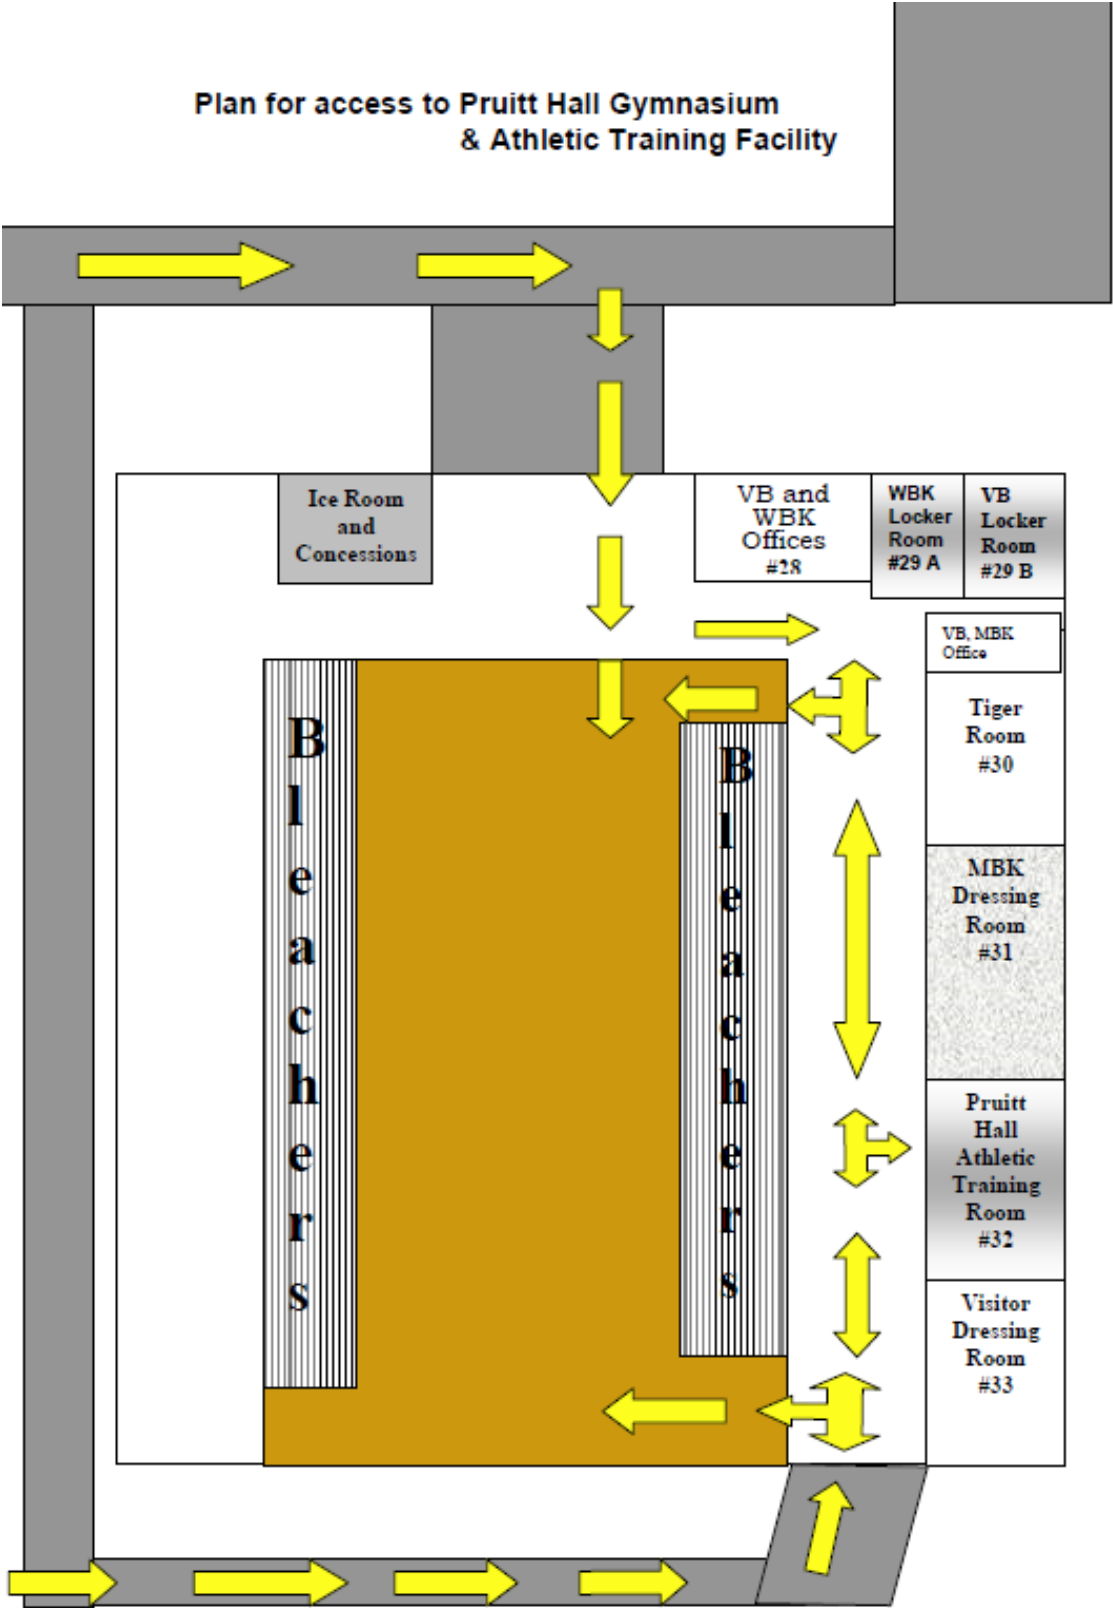 Plan for access to Pruitt Hall Gymnasium
& Athletic Training Facility
Ice Room
and
Concessions
VB and
WBK
Offices
#28
WBK
Locker
Room
#29 A
VB
Locker
Room
#29 B
VB, MBK
Office
Tiger
Room
#30
MBK
Dressing
Room
#31
Pruitt
Hall
Athletic
Training
Room
#32
Visitor
Dressing
Room
#33
Bleachers
Bleachers